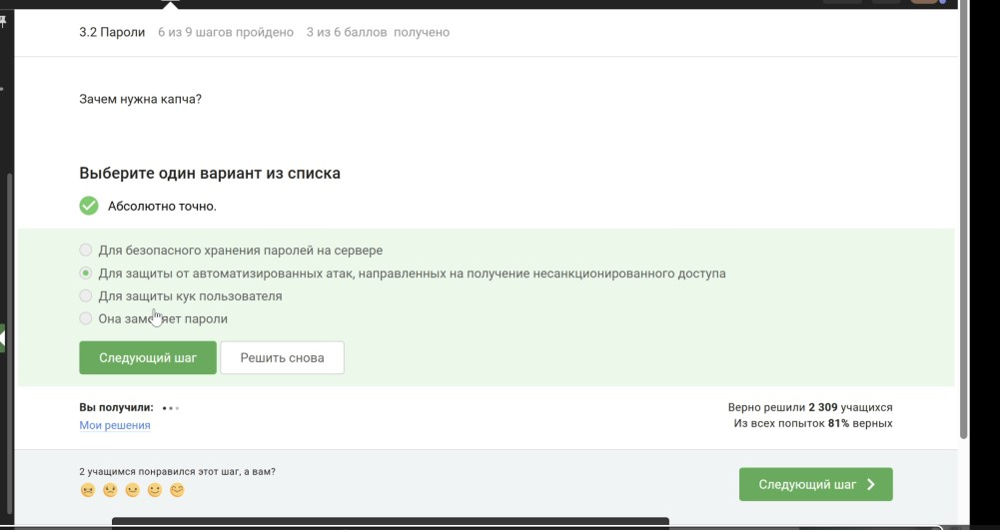 3.2 Пароли 6 из 9 шагов пройдено 3 из 6 баллов получено
Зачем нужна капча?
Выберите один вариант из списка
Абсолютно точно.
Для безопасного хранения паролей на сервере
Для защиты от автоматизированных атак, направленных на получение несанкционированного доступа
Для защиты кук пользователя
Она заменяет пароли
Следующий шаг Решить снова
Вы получили:
Мои решения
Верно решили 2 309 учащихся
Из всех попыток 81% верных
2 учащимся понравился этот шаг, а вам?
Следующий шаг